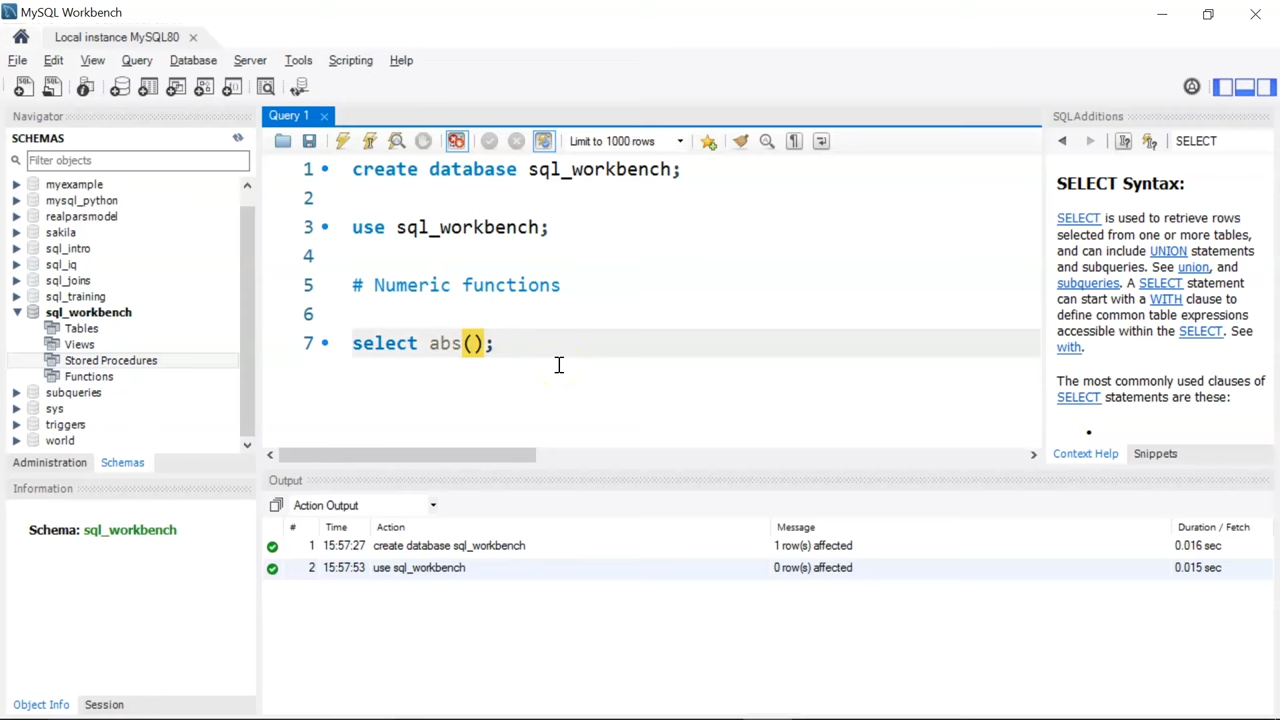 MySQL Workbench
Local instance MySQL80
File Edit View Query Database Server Tools Scripting Help
Navigator
SCHEMAS
Filter objects
myexample
mysql_python
realparsmodel
sakila
sql_intro
sql_iq
sql_joins
sql_training
sql_workbench
Tables
Views
Stored Procedures
Functions
subqueries
sys
triggers
world
Administration Schemas
Information
Schema: sql_workbench
Object Info Session
Query 1
Limit to 1000 rows
1 create database sql_workbench;
2
3 use sql_workbench;
4
5 # Numeric functions
6
7 select abs();
Output
Action Output
# Time Action Message Duration / Fetch
1 15:57:27 create database sql_workbench 1 row(s) affected 0.016 sec
2 15:57:53 use sql_workbench 0 row(s) affected 0.015 sec
SQLAdditions
SELECT
SELECT Syntax:
SELECT is used to retrieve rows
selected from one or more tables,
and can include UNION statements
and subqueries. See union, and
subqueries. A SELECT statement
can start with a WITH clause to
define common table expressions
accessible within the SELECT. See
with.
The most commonly used clauses of
SELECT statements are these:
Context Help Snippets